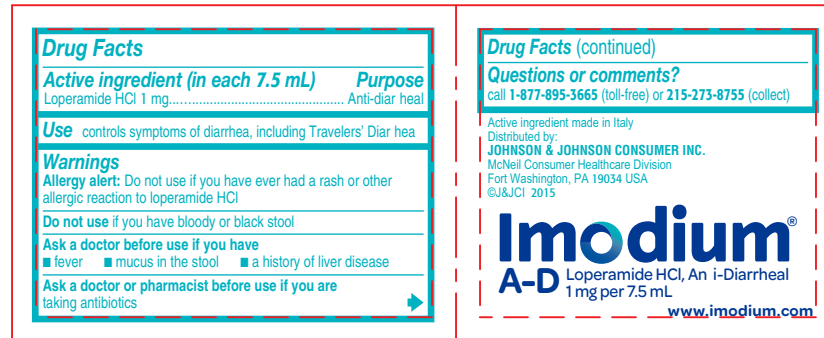 Drug Facts
Active ingredient (in each 7.5 mL) Purpose
Loperamide HCl 1 mg............................................... Anti-diar heal
Use controls symptoms of diarrhea, including Travelers’ Diar hea
Warnings
Allergy alert: Do not use if you have ever had a rash or other
allergic reaction to loperamide HCl
Do not use if you have bloody or black stool
Ask a doctor before use if you have
■ fever ■ mucus in the stool ■ a history of liver disease
Ask a doctor or pharmacist before use if you are
taking antibiotics
Drug Facts (continued)
Questions or comments?
call 1-877-895-3665 (toll-free) or 215-273-8755 (collect)
Active ingredient made in Italy
Distributed by:
JOHNSON & JOHNSON CONSUMER INC.
McNeil Consumer Healthcare Division
Fort Washington, PA 19034 USA
©J&JCI 2015
Imodium®
A-D Loperamide HCl, An i-Diarrheal
1 mg per 7.5 mL
www.imodium.com